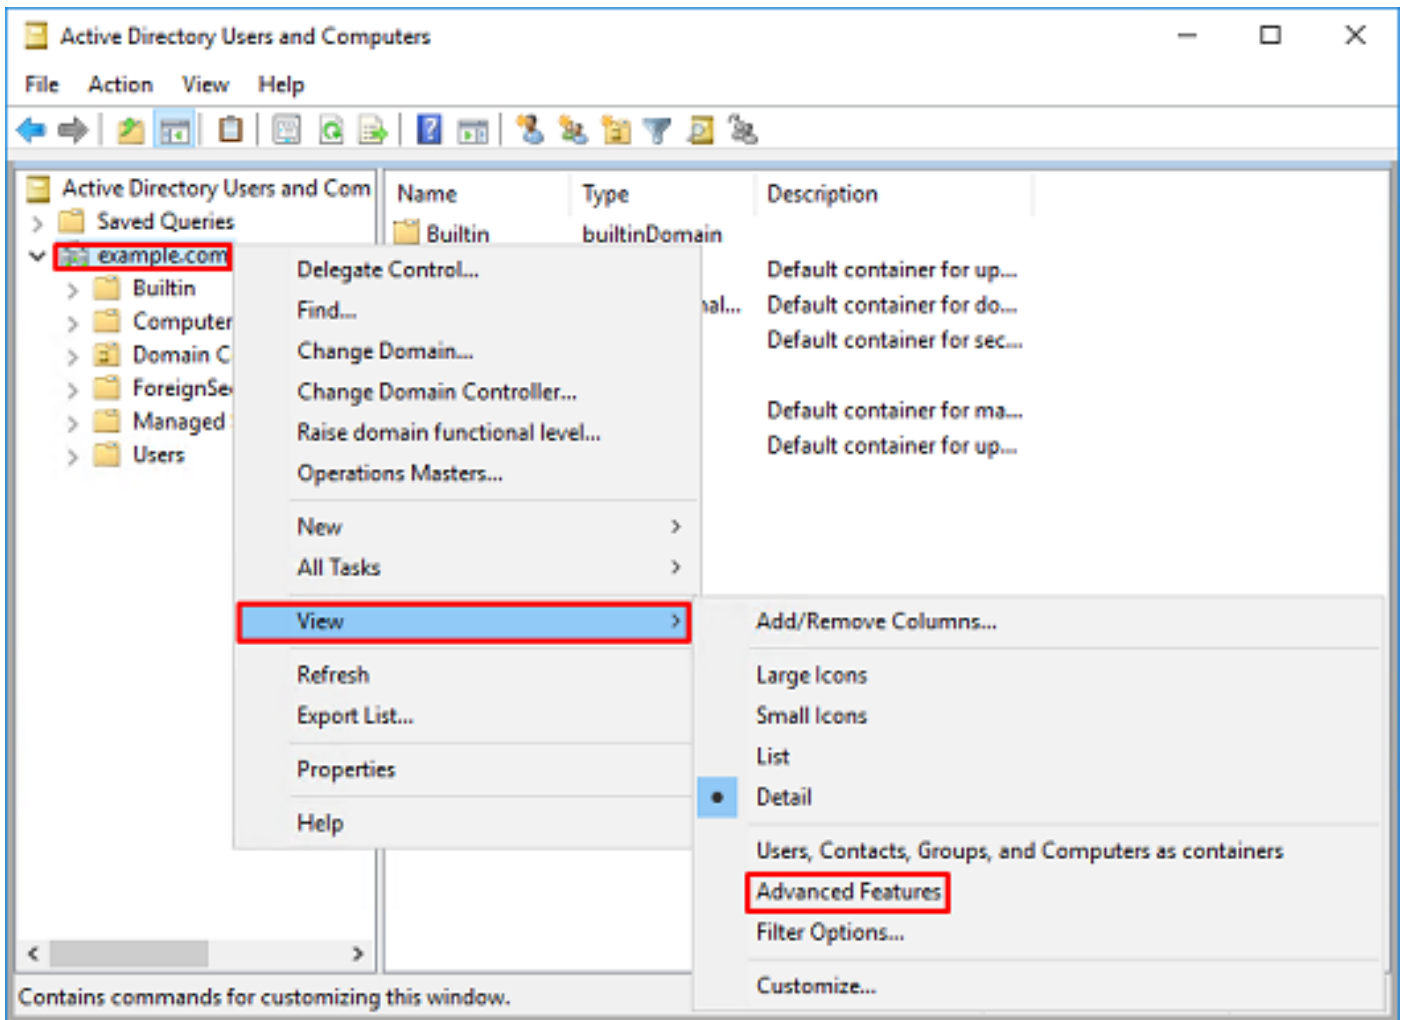 Active Directory Users and Computers
File Action View Help
Active Directory Users and Com
Saved Queries
example.com
Builtin
Computer
Domain C
ForeignSe
Managed
Users
Name Type Description
Builtin builtinDomain
Default container for up...
nal... Default container for do...
Default container for sec...
Default container for ma...
Default container for up...
Delegate Control...
Find...
Change Domain...
Change Domain Controller...
Raise domain functional level...
Operations Masters...
New
All Tasks
View
Refresh
Export List...
Properties
Help
Add/Remove Columns...
Large Icons
Small Icons
List
Detail
Users, Contacts, Groups, and Computers as containers
Advanced Features
Filter Options...
Customize...
Contains commands for customizing this window.